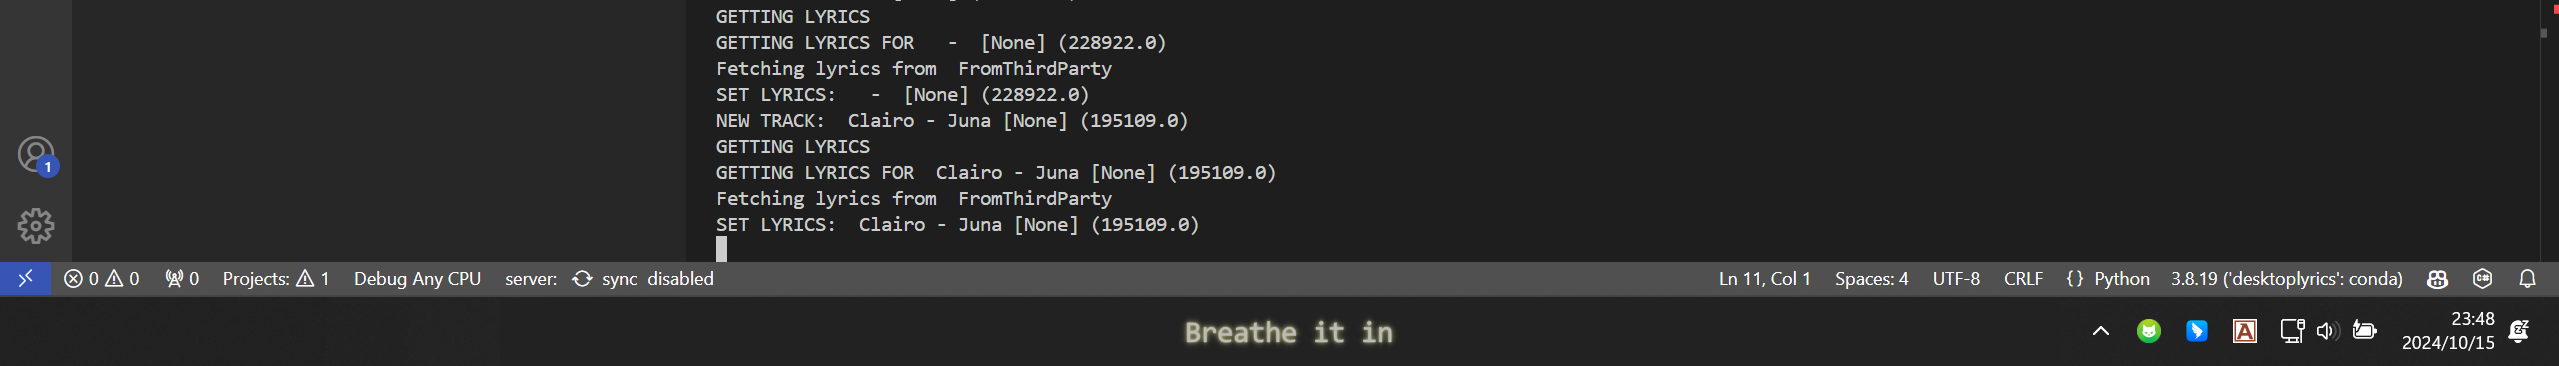 GETTING LYRICS
GETTING LYRICS FOR   -  [None] (228922.0)
Fetching lyrics from  FromThirdParty
SET LYRICS:   -  [None] (228922.0)
NEW TRACK:  Clairo - Juna [None] (195109.0)
GETTING LYRICS
GETTING LYRICS FOR  Clairo - Juna [None] (195109.0)
Fetching lyrics from  FromThirdParty
SET LYRICS:  Clairo - Juna [None] (195109.0)
1
0 0 0 Projects: 1 Debug Any CPU server: sync disabled Ln 11, Col 1 Spaces: 4 UTF-8 CRLF {} Python 3.8.19 ('desktoplyrics': conda) C#
Breathe it in
A
23:48
2024/10/15